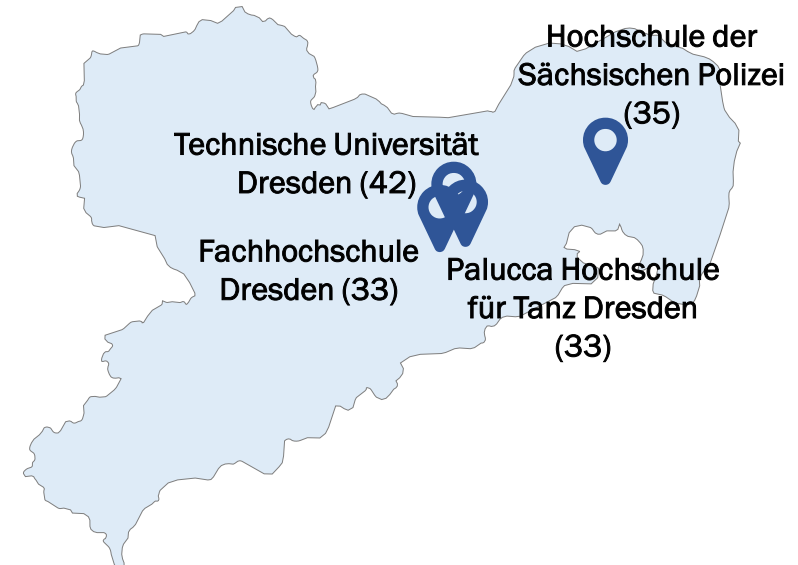 Hochschule der
Sächsischen Polizei
(35)
Technische Universität
Dresden (42)
Fachhochschule
Dresden (33)
Palucca Hochschule
für Tanz Dresden
(33)